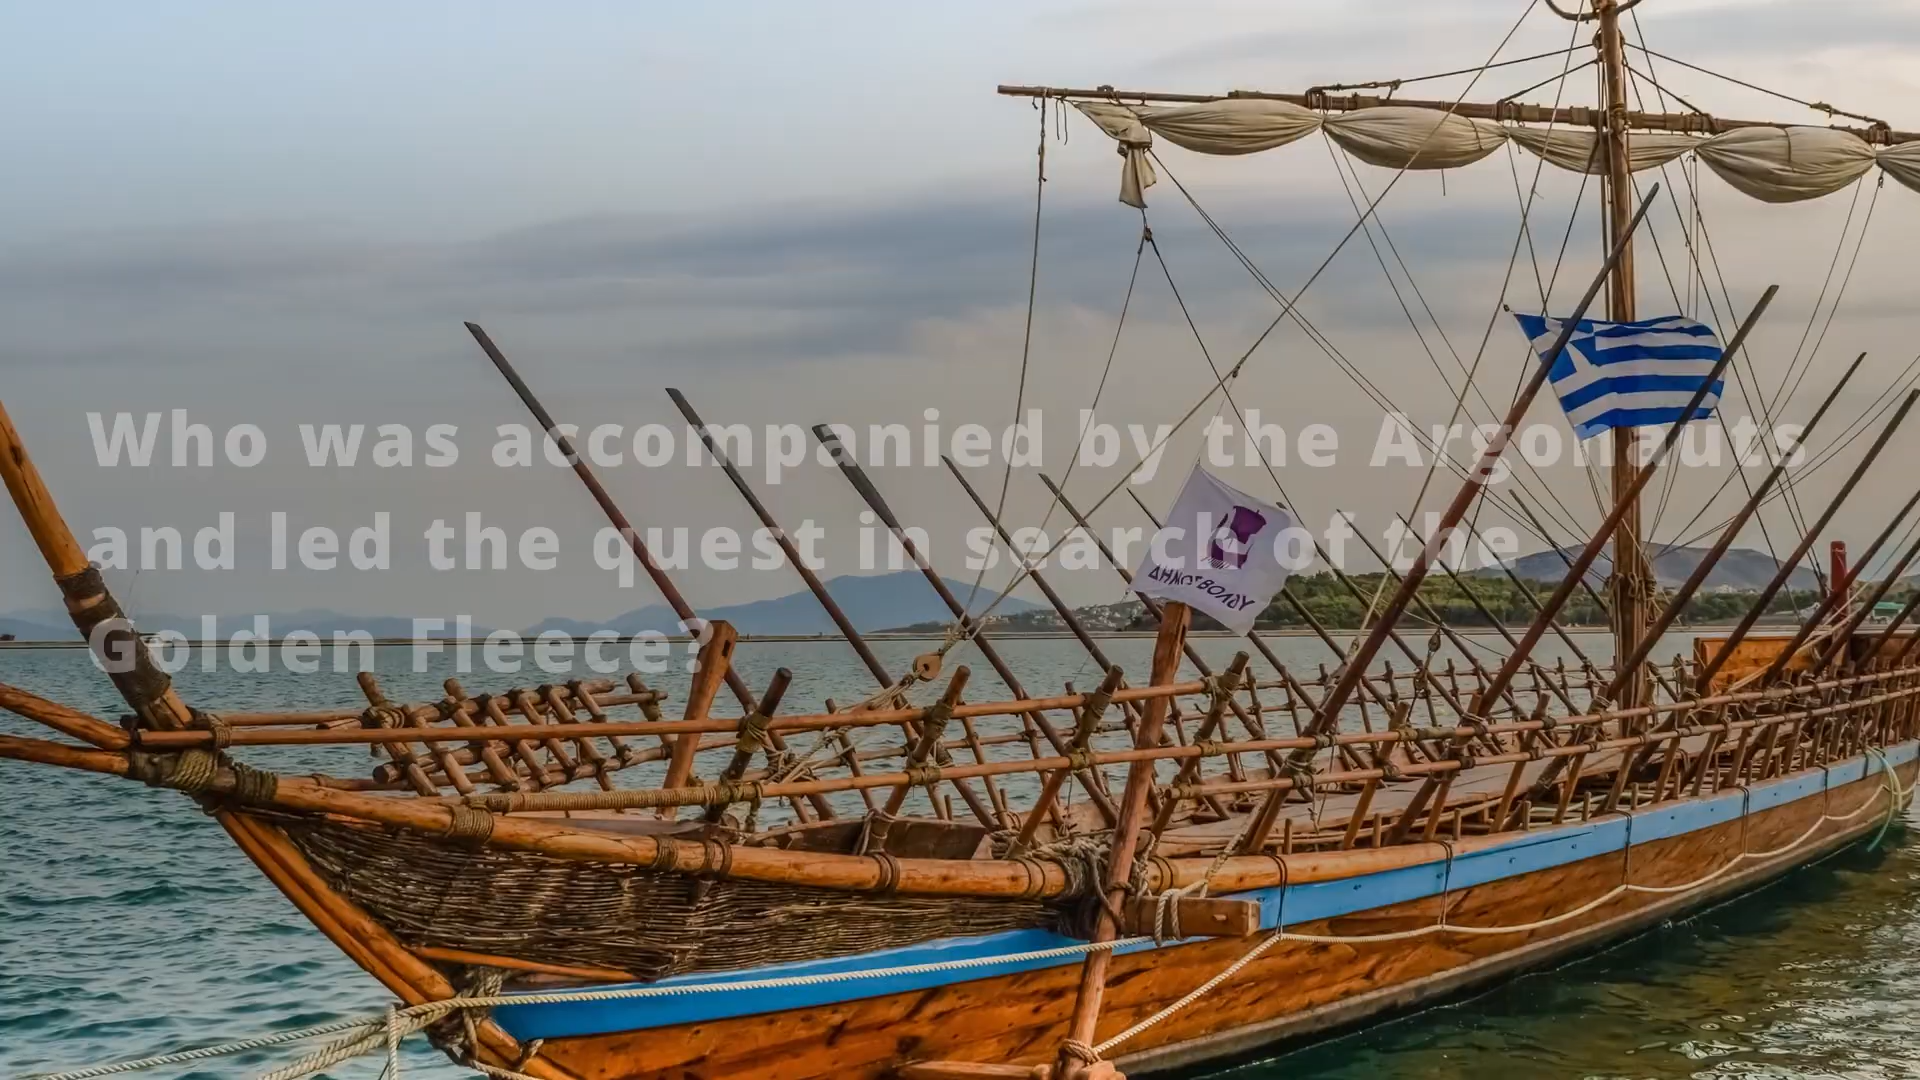 Who was accompanied by the Argonauts
and led the quest in search of the
Golden Fleece?
ΔΗΜΟΣ ΒΟΛΟΥ